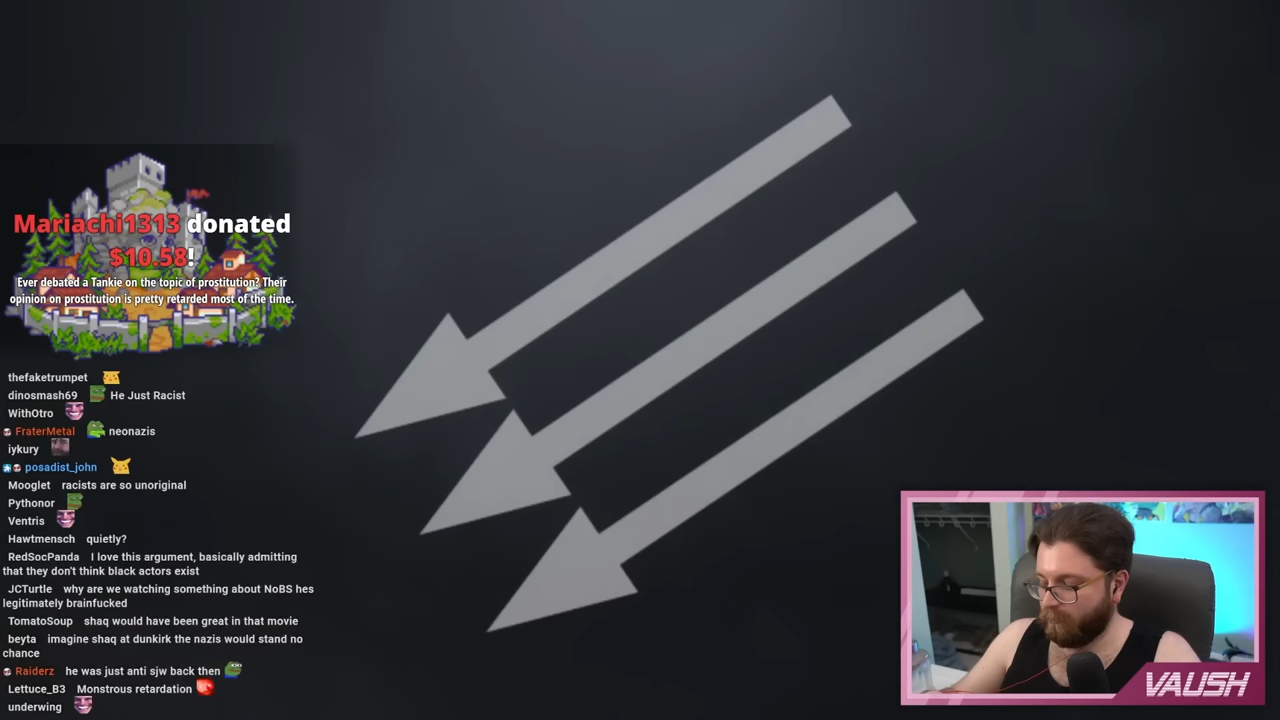 Mariachi1313 donated
$10.58!
Ever debated a Tankie on the topic of prostitution? Their
opinion on prostitution is pretty retarded most of the time.
thefaketrumpet
dinosmash69 He Just Racist
WithOtro
FraterMetal neonazis
iykury
posadist_john
Mooglet racists are so unoriginal
Pythonor
Ventris
Hawtmensch quietly?
RedSocPanda I love this argument, basically admitting
that they don't think black actors exist
JCTurtle why are we watching something about NoBS hes
legitimately brainfucked
TomatoSoup shaq would have been great in that movie
beyta imagine shaq at dunkirk the nazis would stand no
chance
Raiderz he was just anti sjw back then
Lettuce_B3 Monstrous retardation
underwing
VAUSH